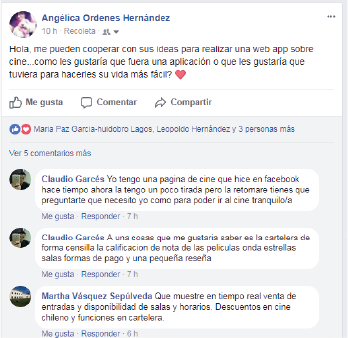 Angélica Ordenes Hernández
10 h · Recoleta
Hola, me pueden cooperar con sus ideas para realizar una web app sobre
cine...como les gustaría que fuera una aplicación o que les gustaría que
tuviera para hacerles su vida más fácil?
Me gusta Comentar Compartir
Maria Paz Garcia-huidobro Lagos, Leopoldo Hernández y 3 personas más
Ver 5 comentarios más
Claudio Garcés Yo tengo una pagina de cine que hice en facebook
hace tiempo ahora la tengo un poco tirada pero la retomare tienes que
preguntarte que necesito yo como para poder ir al cine tranquilo/a
Me gusta · Responder · 7 h
Claudio Garcés A unas cosas que me gustaria saber es la cartelera de
forma censilla la calificacion de nota de las peliculas onda estrellas
salas formas de pago y una pequeña reseña
Me gusta · Responder · 7 h
Martha Vásquez Sepúlveda Que muestre en tiempo real venta de
entradas y disponibilidad de salas y horarios. Descuentos en cine
chileno y funciones en cartelera.
Me gusta · Responder · 6 h